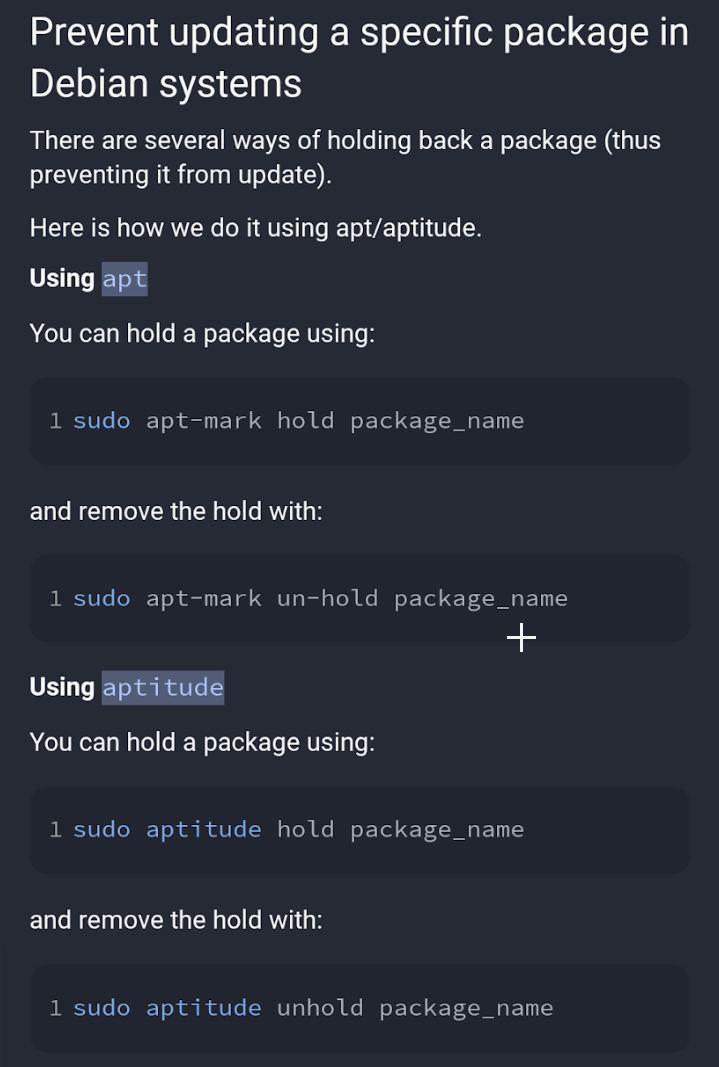 Prevent updating a specific package in
Debian systems
There are several ways of holding back a package (thus
preventing it from update).
Here is how we do it using apt/aptitude.
Using apt
You can hold a package using:
1 sudo apt-mark hold package_name
and remove the hold with:
1 sudo apt-mark un-hold package_name
Using aptitude
You can hold a package using:
1 sudo aptitude hold package_name
and remove the hold with:
1 sudo aptitude unhold package_name